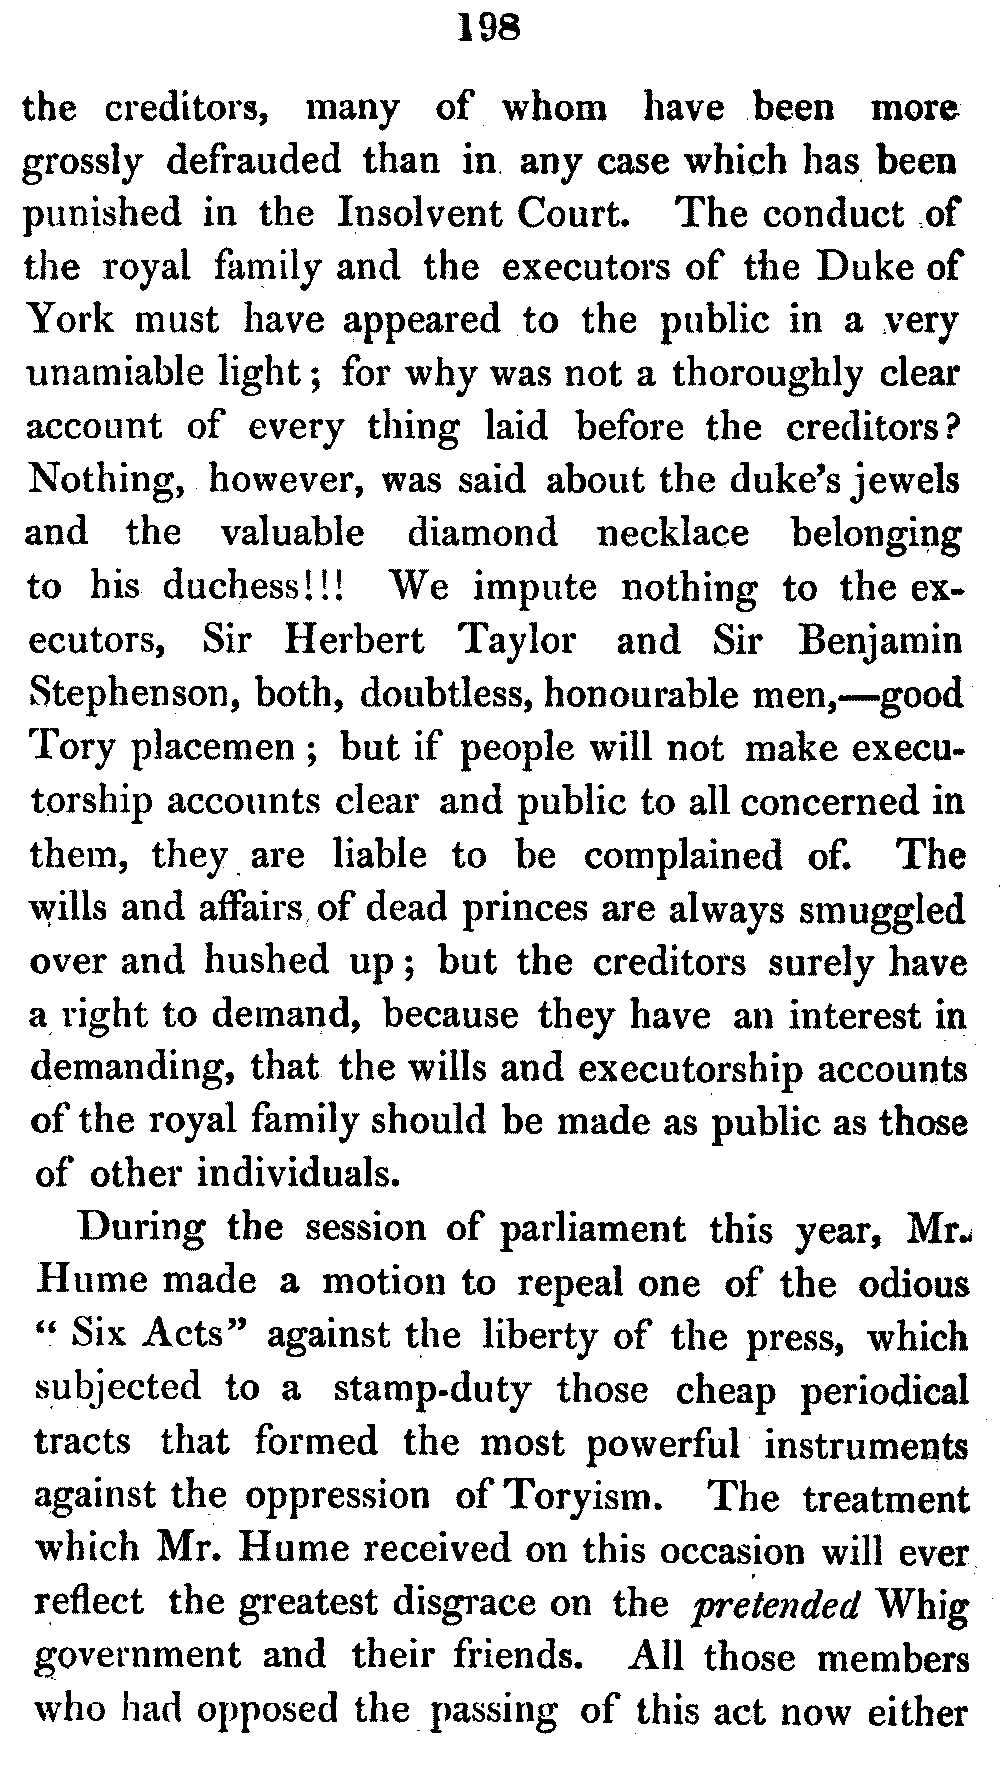 198
the creditors, many of whom have been more
grossly defrauded than in any case which has been
punished in the Insolvent Court. The conduct of
the royal family and the executors of the Duke of
York must have appeared to the public in a very
unamiable light ; for why was not a thoroughly clear
account of every thing laid before the creditors?
Nothing, however, was said about the duke's jewels
and the valuable diamond necklace belonging
to his duchess!!! We impute nothing to the ex-
ecutors, Sir Herbert Taylor and Sir Benjamin
Stephenson, both, doubtless, honourable men,—good
Tory placemen ; but if people will not make execu-
torship accounts clear and public to all concerned in
them, they are liable to be complained of. The
wills and affairs of dead princes are always smuggled
over and hushed up ; but the creditors surely have
a right to demand, because they have an interest in
demanding, that the wills and executorship accounts
of the royal family should be made as public as those
of other individuals.
During the session of parliament this year, Mr.
Hume made a motion to repeal one of the odious
“ Six Acts” against the liberty of the press, which
subjected to a stamp-duty those cheap periodical
tracts that formed the most powerful instruments
against the oppression of Toryism. The treatment
which Mr. Hume received on this occasion will ever
reflect the greatest disgrace on the pretended Whig
government and their friends. All those members
who had opposed the passing of this act now either